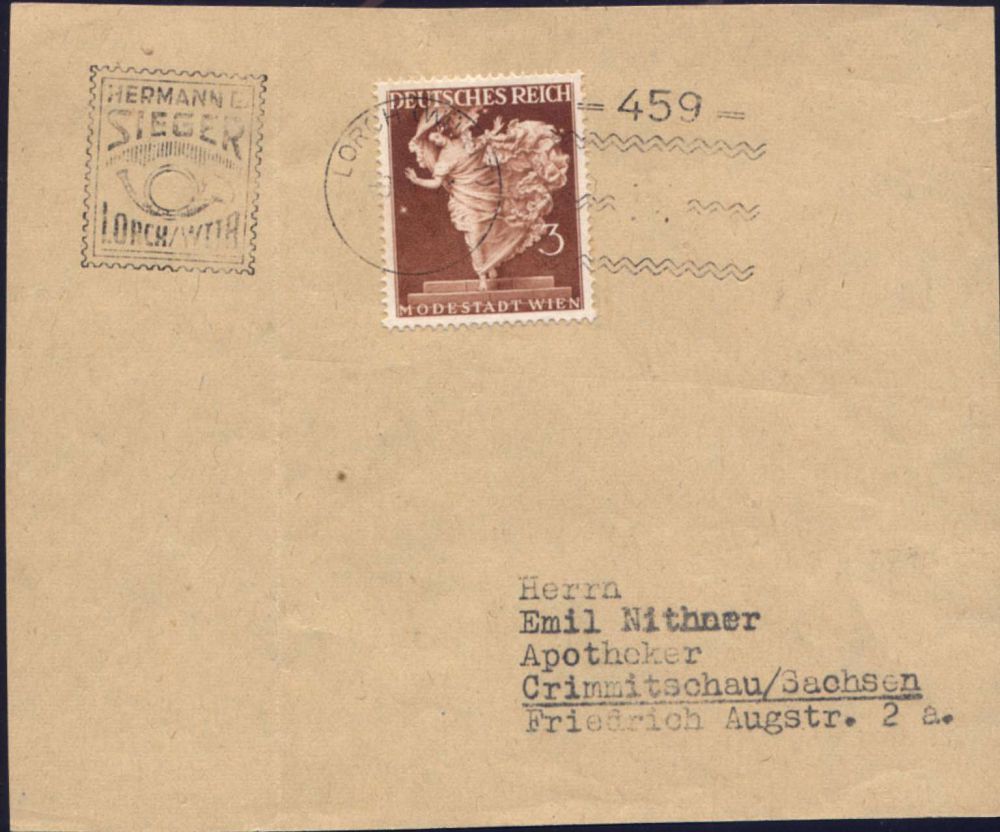 HERMANN E.
SIEGER
LORCH/WTTB
DEUTSCHES REICH
3
MODESTADT WIEN
LORCH
= 459 =
Herrn
Emil Nithner
Apotheker
Crimmitschau/Sachsen
Friedrich Augstr. 2 a.